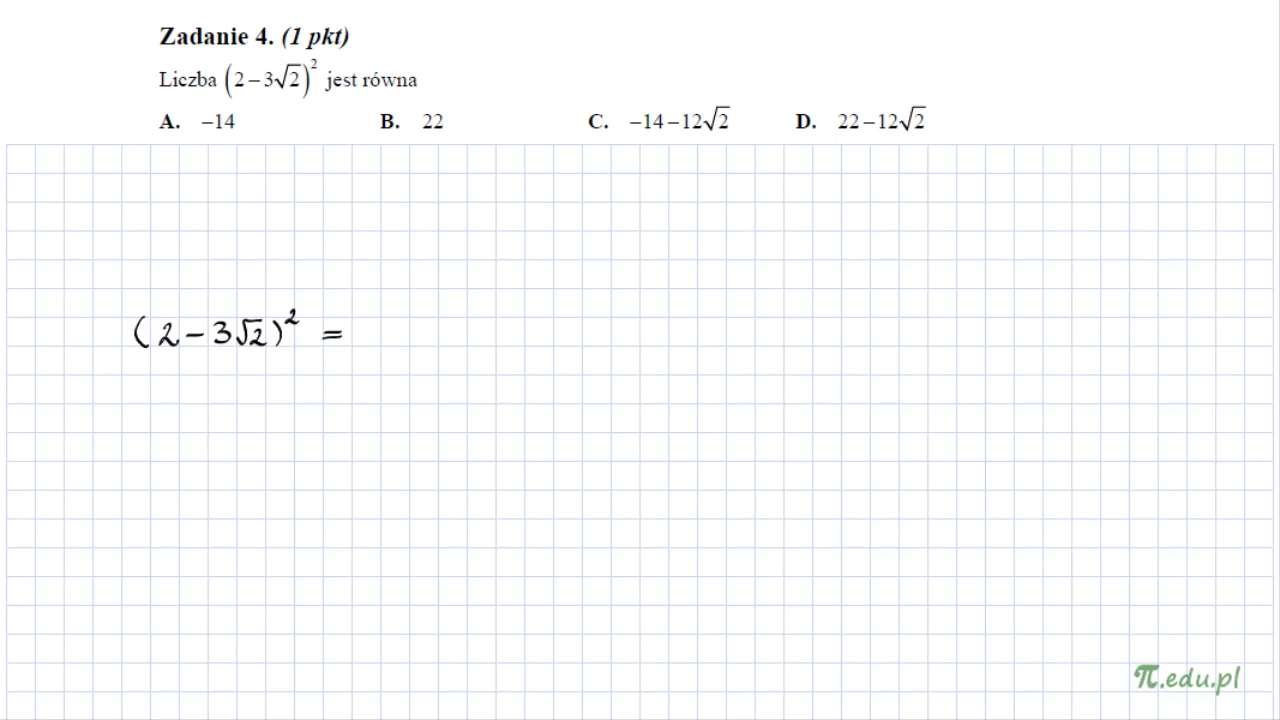 Zadanie 4. (1 pkt)
Liczba (2−3√2)² jest równa
A. −14 B. 22 C. −14−12√2 D. 22−12√2
(2−3√2)² =
π.edu.pl